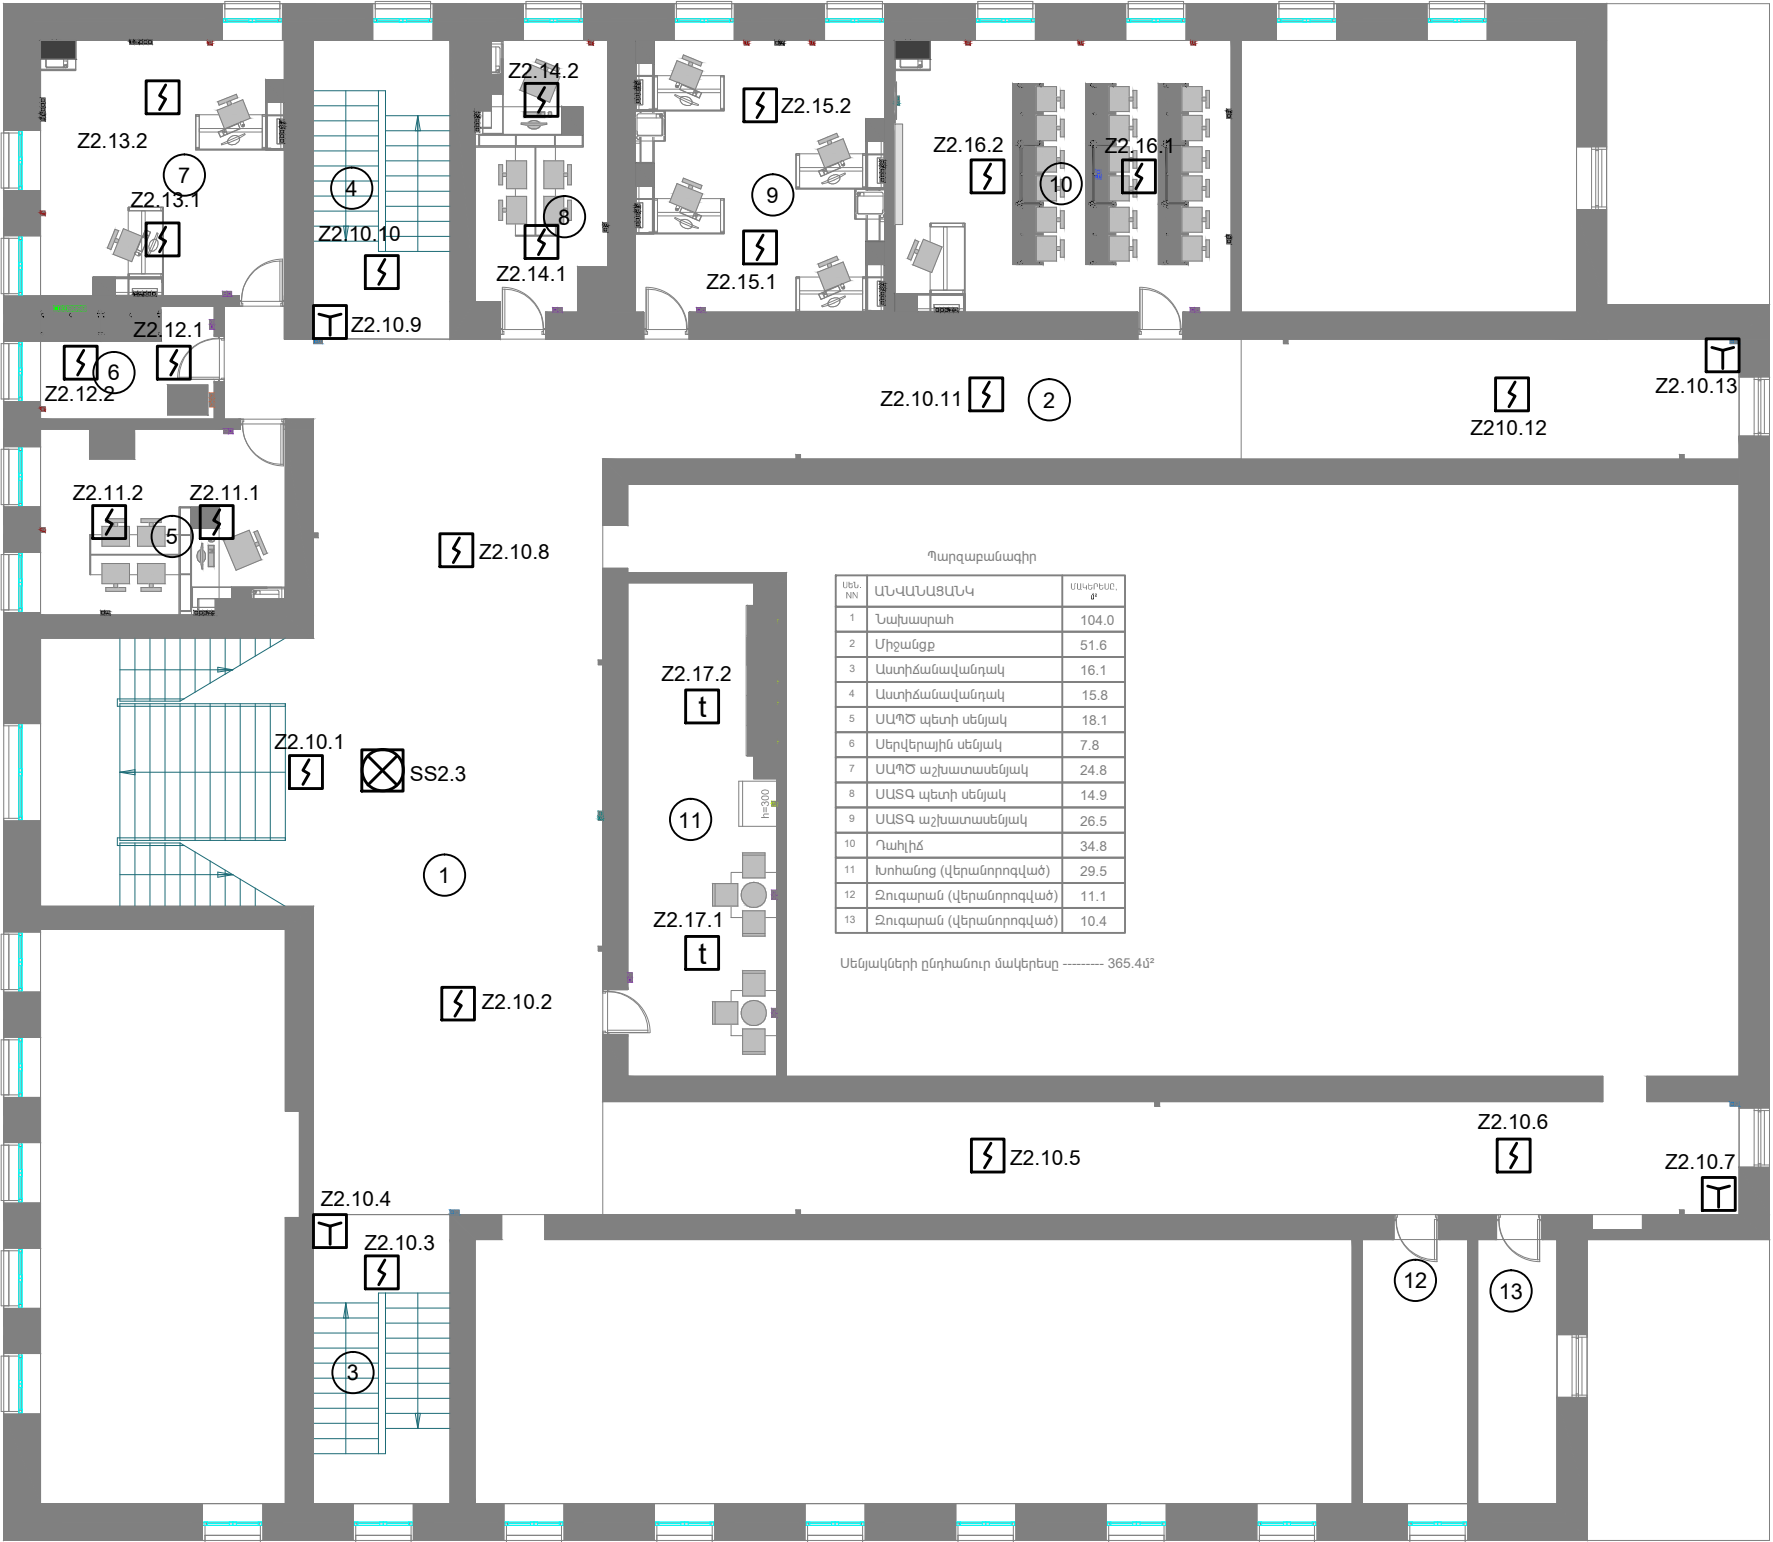 Z2.14.2
Z2.15.2
Z2.13.2
Z2.16.2
Z2.16.1
7
4
9
10
Z2.13.1
8
Z2.10.10
Z2.14.1
Z2.15.1
Z2.12.1
Z2.10.9
6
Z2.12.2
Z2.10.11
2
Z2.10.13
Z210.12
Z2.11.2
Z2.11.1
5
Z2.10.8
Պարզաբանագիր
ՍԵՆ. NN ԱՆՎԱՆԱՑԱՆԿ ՄԱԿԵՐԵՍԸ, մ²
1 Նախասրահ 104.0
2 Միջանցք 51.6
3 Աստիճանավանդակ 16.1
4 Աստիճանավանդակ 15.8
5 ՍԱՊԾ պետի սենյակ 18.1
6 Սերվերային սենյակ 7.8
7 ՍԱՊԾ աշխատասենյակ 24.8
8 ՍԱՏԳ պետի սենյակ 14.9
9 ՍԱՏԳ աշխատասենյակ 26.5
10 Դահլիճ 34.8
11 Խոհանոց (վերանորոգված) 29.5
12 Զուգարան (վերանորոգված) 11.1
13 Զուգարան (վերանորոգված) 10.4
Սենյակների ընդհանուր մակերեսը --------- 365.4մ²
Z2.17.2
t
Z2.10.1
SS2.3
h=300
11
1
Z2.17.1
t
Z2.10.2
Z2.10.5
Z2.10.6
Z2.10.7
Z2.10.4
Z2.10.3
12
13
3